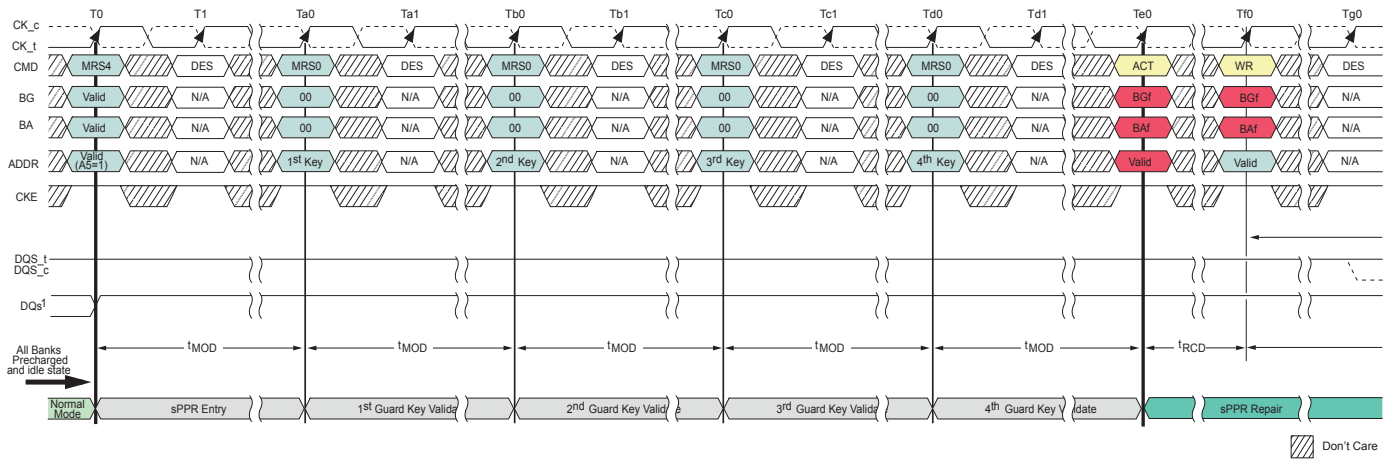 T0 T1 Ta0 Ta1 Tb0 Tb1 Tc0 Tc1 Td0 Td1 Te0 Tf0 Tg0
CK_c
CK_t
CMD MRS4 DES MRS0 DES MRS0 DES MRS0 DES MRS0 DES ACT WR DES
BG Valid N/A 00 N/A 00 N/A 00 N/A 00 N/A BGf BGf N/A
BA Valid N/A 00 N/A 00 N/A 00 N/A 00 N/A BAf BAf N/A
ADDR Valid (A5=1) N/A 1st Key N/A 2nd Key N/A 3rd Key N/A 4th Key N/A Valid Valid N/A
CKE
DQS_t
DQS_c
DQs1
tMOD tMOD tMOD tMOD tMOD tRCD
All Banks
Precharged
and idle state
Normal Mode sPPR Entry 1st Guard Key Valida 2nd Guard Key Valid e 3rd Guard Key Valida 4th Guard Key V idate sPPR Repair
Don't Care